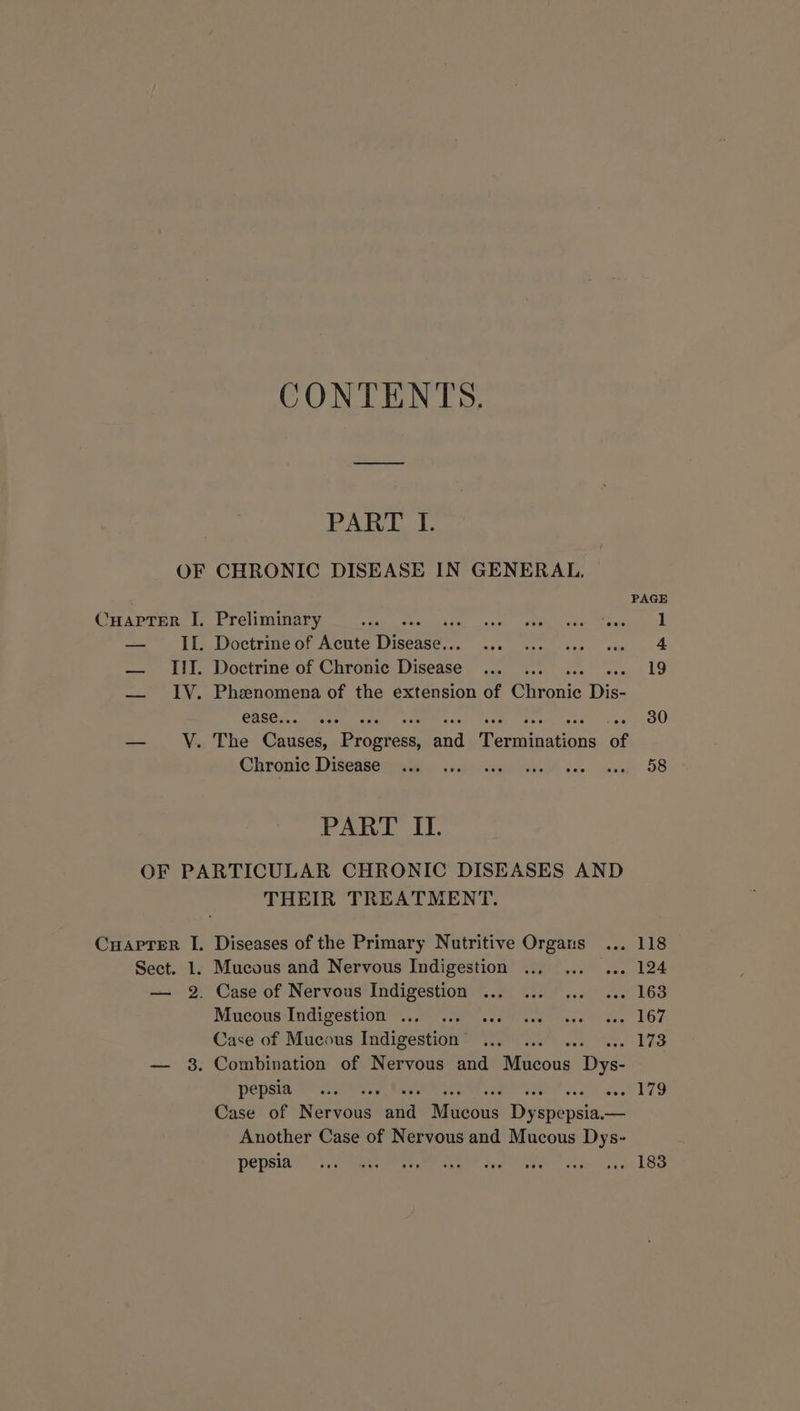 CONTENTS.
PART I.
OF CHRONIC DISEASE IN GENERAL.
PAGE
CHAPTER I. Preliminary ... ... ... ... ... ... ... 1
— II. Doctrine of Acute Disease... ... ... ... ... 4
— III. Doctrine of Chronic Disease ... ... ... ... 19
— IV. Phænomena of the extension of Chronic Dis-
ease... ... ... ... ... ... ... ... ... 30
— V. The Causes, Progress, and Terminations of
Chronic Disease ... ... ... ... ... ... 58
PART II.
OF PARTICULAR CHRONIC DISEASES AND
THEIR TREATMENT.
CHAPTER I. Diseases of the Primary Nutritive Organs ... 118
Sect. 1. Mucous and Nervous Indigestion ... ... ... 124
— 2. Case of Nervous Indigestion ... ... ... ... 163
Mucous Indigestion ... ... ... ... ... ... 167
Case of Mucous Indigestion ... ... ... ... 173
— 3. Combination of Nervous and Mucous Dys-
pepsia ... ... ... ... ... ... ... ... 179
Case of Nervous and Mucous Dyspepsia.—
Another Case of Nervous and Mucous Dys-
pepsia ... ... ... ... ... ... ... ... 183